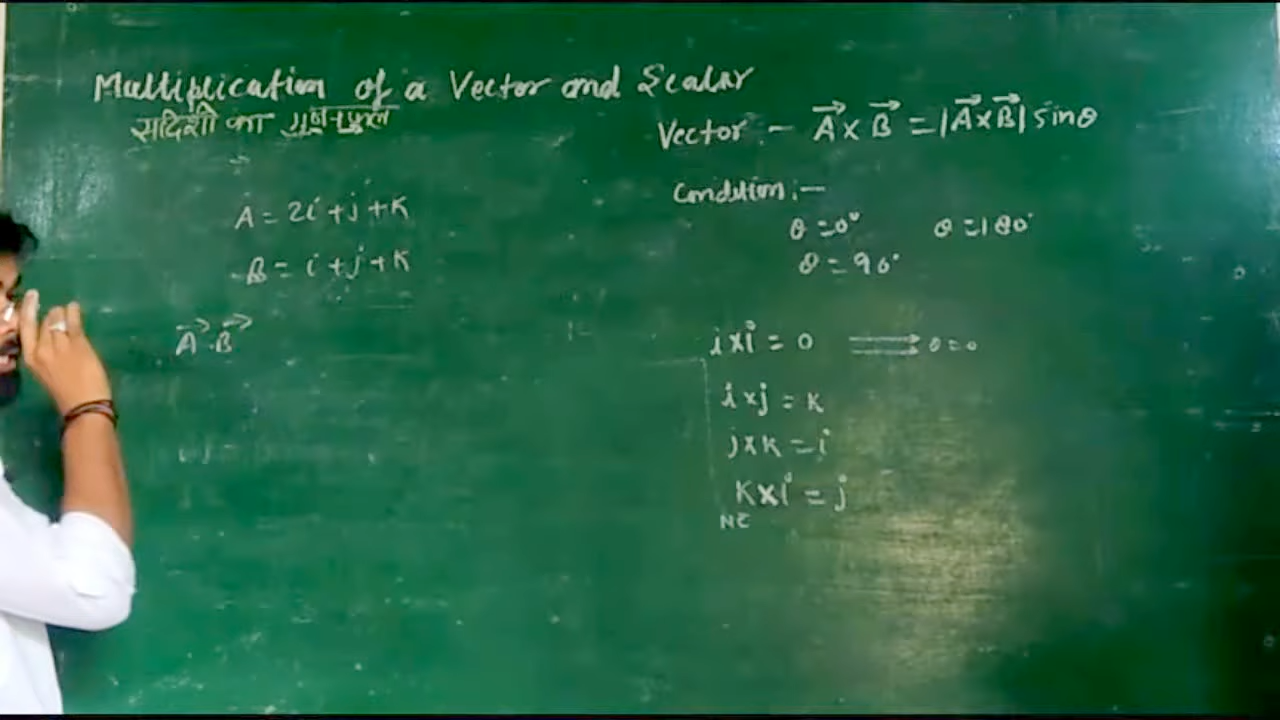 Multiplication of a Vector and Scalar
सदिशो का गुणनफल
A = 2i + j + K
B = i + j + K
A⃗ . B⃗
Vector :- A⃗ × B⃗ = |A⃗ × B⃗| sinθ
Condition :-
θ = 0° θ = 180°
θ = 90°
i × i = 0 ⟹ θ = 0
i × j = K
j × K = i
K × i = j